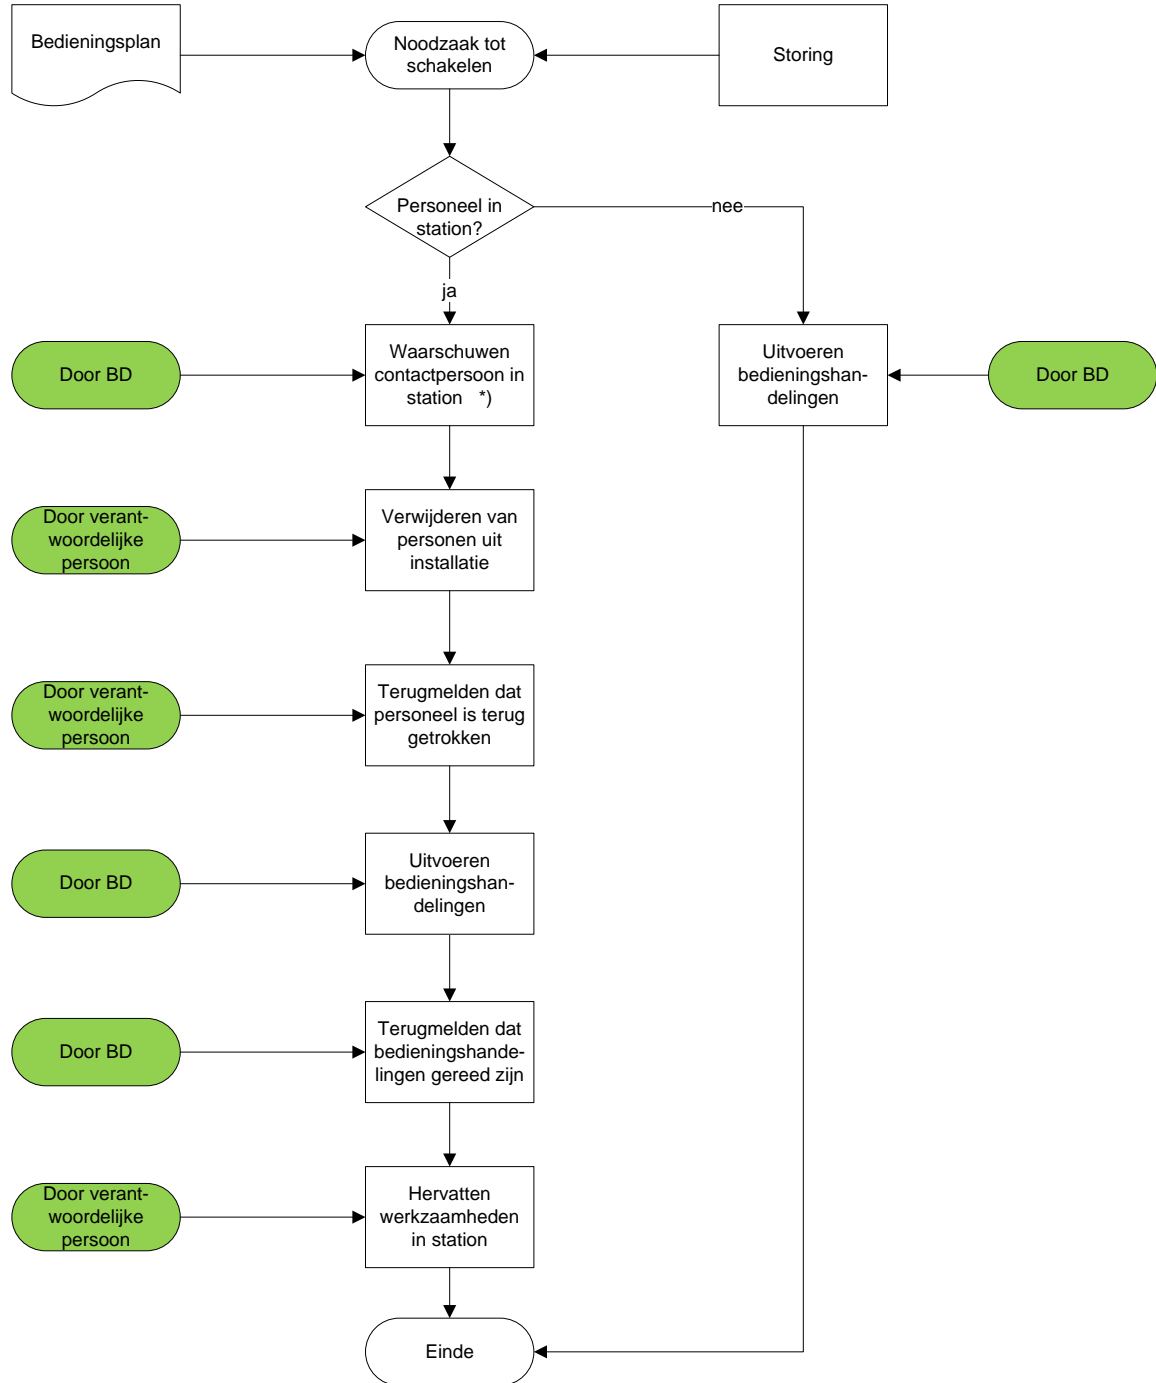 Bedieningsplan
Noodzaak tot
schakelen
Storing
Personeel in
station?
nee
ja
Door BD
Waarschuwen
contactpersoon in
station *)
Uitvoeren
bedieningshan-
delingen
Door BD
Door verant-
woordelijke
persoon
Verwijderen van
personen uit
installatie
Door verant-
woordelijke
persoon
Terugmelden dat
personeel is terug
getrokken
Door BD
Uitvoeren
bedieningshan-
delingen
Door BD
Terugmelden dat
bedieningshande-
lingen gereed zijn
Door verant-
woordelijke
persoon
Hervatten
werkzaamheden
in station
Einde